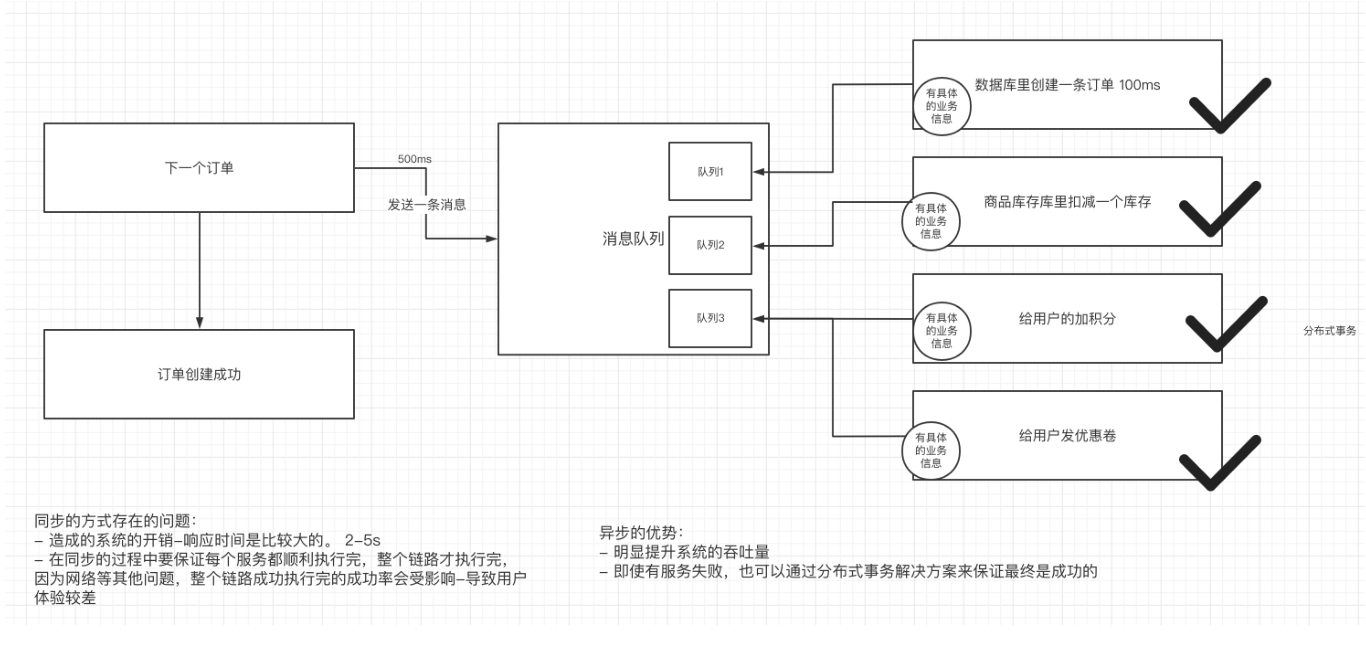 下一个订单
500ms
发送一条消息
订单创建成功
消息队列
队列1
队列2
队列3
有具体
的业务
信息
数据库里创建一条订单 100ms
有具体
的业务
信息
商品库存库里扣减一个库存
有具体
的业务
信息
给用户的加积分
有具体
的业务
信息
给用户发优惠卷
分布式事务
同步的方式存在的问题：
- 造成的系统的开销-响应时间是比较大的。 2-5s
- 在同步的过程中要保证每个服务都顺利执行完，整个链路才执行完，
因为网络等其他问题，整个链路成功执行完的成功率会受影响-导致用户
体验较差
异步的优势：
- 明显提升系统的吞吐量
- 即使有服务失败，也可以通过分布式事务解决方案来保证最终是成功的